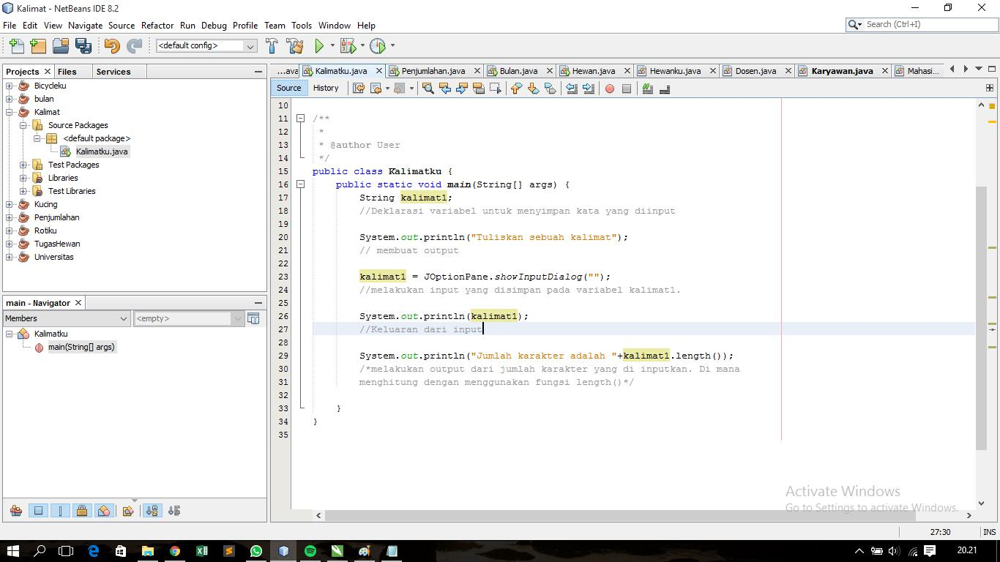 Kalimat - NetBeans IDE 8.2
File Edit View Navigate Source Refactor Run Debug Profile Team Tools Window Help
Search (Ctrl+I)
<default config>
Projects Files Services
Bicydeku
bulan
Kalimat
Source Packages
<default package>
Kalimatku.java
Test Packages
Libraries
Test Libraries
Kucing
Penjumlahan
Rotiku
TugasHewan
Universitas
main - Navigator
Members
<empty>
Kalimatku
main(String[] args)
...ava Kalimatku.java Penjumlahan.java Bulan.java Hewan.java Hewanku.java Dosen.java Karyawan.java Mahasi...
Source History
10
11 /**
12 *
13 * @author User
14 */
15 public class Kalimatku {
16 public static void main(String[] args) {
17 String kalimat1;
18 //Deklarasi variabel untuk menyimpan kata yang diinput
19
20 System.out.println("Tuliskan sebuah kalimat");
21 // membuat output
22
23 kalimat1 = JOptionPane.showInputDialog("");
24 //melakukan input yang disimpan pada variabel kalimat1.
25
26 System.out.println(kalimat1);
27 //Keluaran dari input
28
29 System.out.println("Jumlah karakter adalah "+kalimat1.length());
30 /*melakukan output dari jumlah karakter yang di inputkan. Di mana
31 menghitung dengan menggunakan fungsi length()*/
32
33 }
34 }
35
Activate Windows
Go to Settings to activate Windows.
27:30 INS
20.21